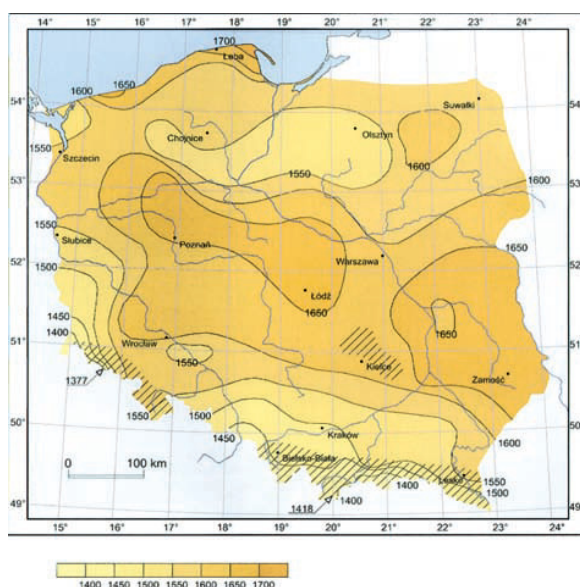 14° 15° 16° 17° 18° 19° 20° 21° 22° 23° 24°
1700
Łeba
1650
1600
54°
54°
Suwałki
Chojnice
Olsztyn
1550
Szczecin
1550
1600
53°
53°
1600
1550
Słubice
Poznań
1650
Warszawa
52°
52°
1500
Łódź
1650
1450
1400
1650
Wrocław
51°
51°
1550
Kielce
Zamość
1377
1550
1500
50°
50°
1450
Kraków
1600
0 100 km
Bielsko-Biała
Lesko
1550
1400
1500
49°
1418
1400
49°
15° 16° 17° 18° 19° 20° 21° 22° 23°
1400 1450 1500 1550 1600 1650 1700